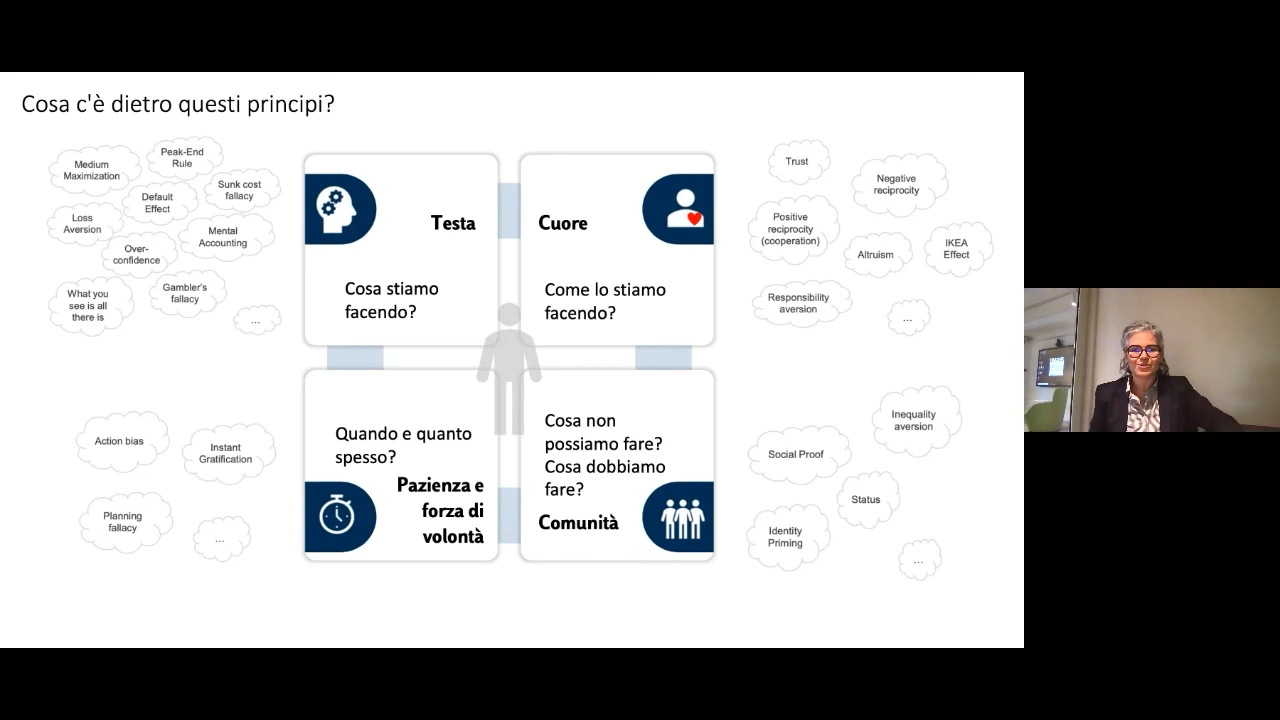 Cosa c'è dietro questi principi?
Medium
Maximization
Peak-End
Rule
Sunk cost
fallacy
Default
Effect
Loss
Aversion
Mental
Accounting
Over-
confidence
What you
see is all
there is
Gambler's
fallacy
...
Testa
Cosa stiamo
facendo?
Cuore
Come lo stiamo
facendo?
Trust
Negative
reciprocity
Positive
reciprocity
(cooperation)
Altruism
IKEA
Effect
Responsibility
aversion
...
Action bias
Instant
Gratification
Planning
fallacy
...
Quando e quanto
spesso?
Pazienza e
forza di
volontà
Cosa non
possiamo fare?
Cosa dobbiamo
fare?
Comunità
Inequality
aversion
Social Proof
Status
Identity
Priming
...